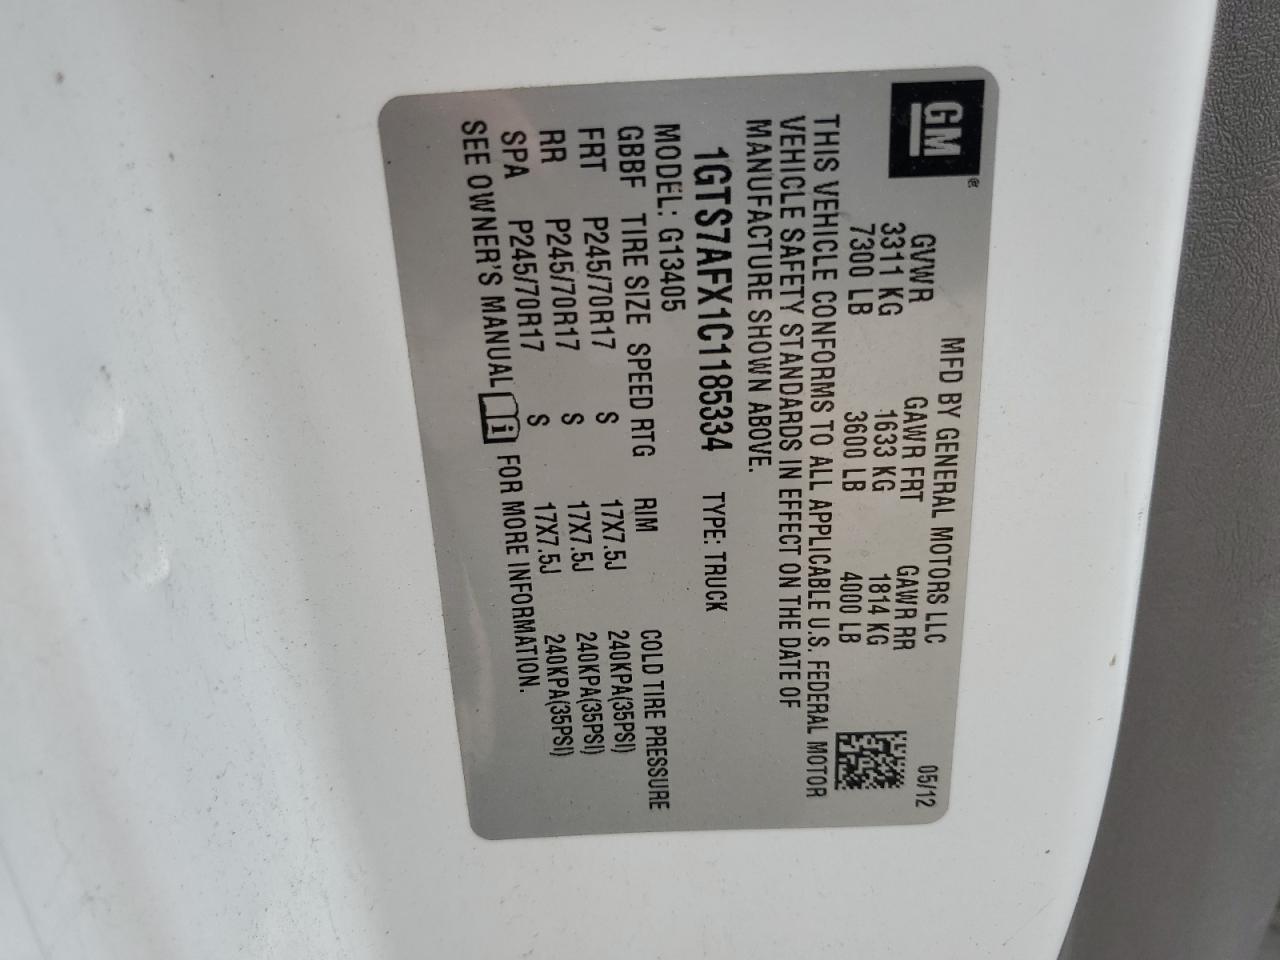 GM®
MFD BY GENERAL MOTORS LLC 05/12
GVWR GAWR FRT GAWR RR
3311 KG 1633 KG 1814 KG
7300 LB 3600 LB 4000 LB
THIS VEHICLE CONFORMS TO ALL APPLICABLE U.S. FEDERAL MOTOR
VEHICLE SAFETY STANDARDS IN EFFECT ON THE DATE OF
MANUFACTURE SHOWN ABOVE.
1GTS7AFX1C1185334 TYPE: TRUCK
MODEL: G13405
GBBF TIRE SIZE SPEED RTG RIM COLD TIRE PRESSURE
FRT P245/70R17 S 17X7.5J 240KPA(35PSI)
RR P245/70R17 S 17X7.5J 240KPA(35PSI)
SPA P245/70R17 S 17X7.5J 240KPA(35PSI)
SEE OWNER'S MANUAL i FOR MORE INFORMATION.